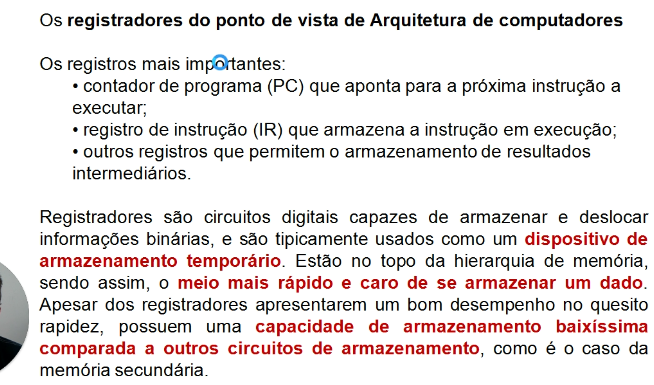 Os registradores do ponto de vista de Arquitetura de computadores
Os registros mais importantes:
• contador de programa (PC) que aponta para a próxima instrução a
executar;
• registro de instrução (IR) que armazena a instrução em execução;
• outros registros que permitem o armazenamento de resultados
intermediários.
Registradores são circuitos digitais capazes de armazenar e deslocar
informações binárias, e são tipicamente usados como um dispositivo de
armazenamento temporário. Estão no topo da hierarquia de memória,
sendo assim, o meio mais rápido e caro de se armazenar um dado.
Apesar dos registradores apresentarem um bom desempenho no quesito
rapidez, possuem uma capacidade de armazenamento baixíssima
comparada a outros circuitos de armazenamento, como é o caso da
memória secundária.